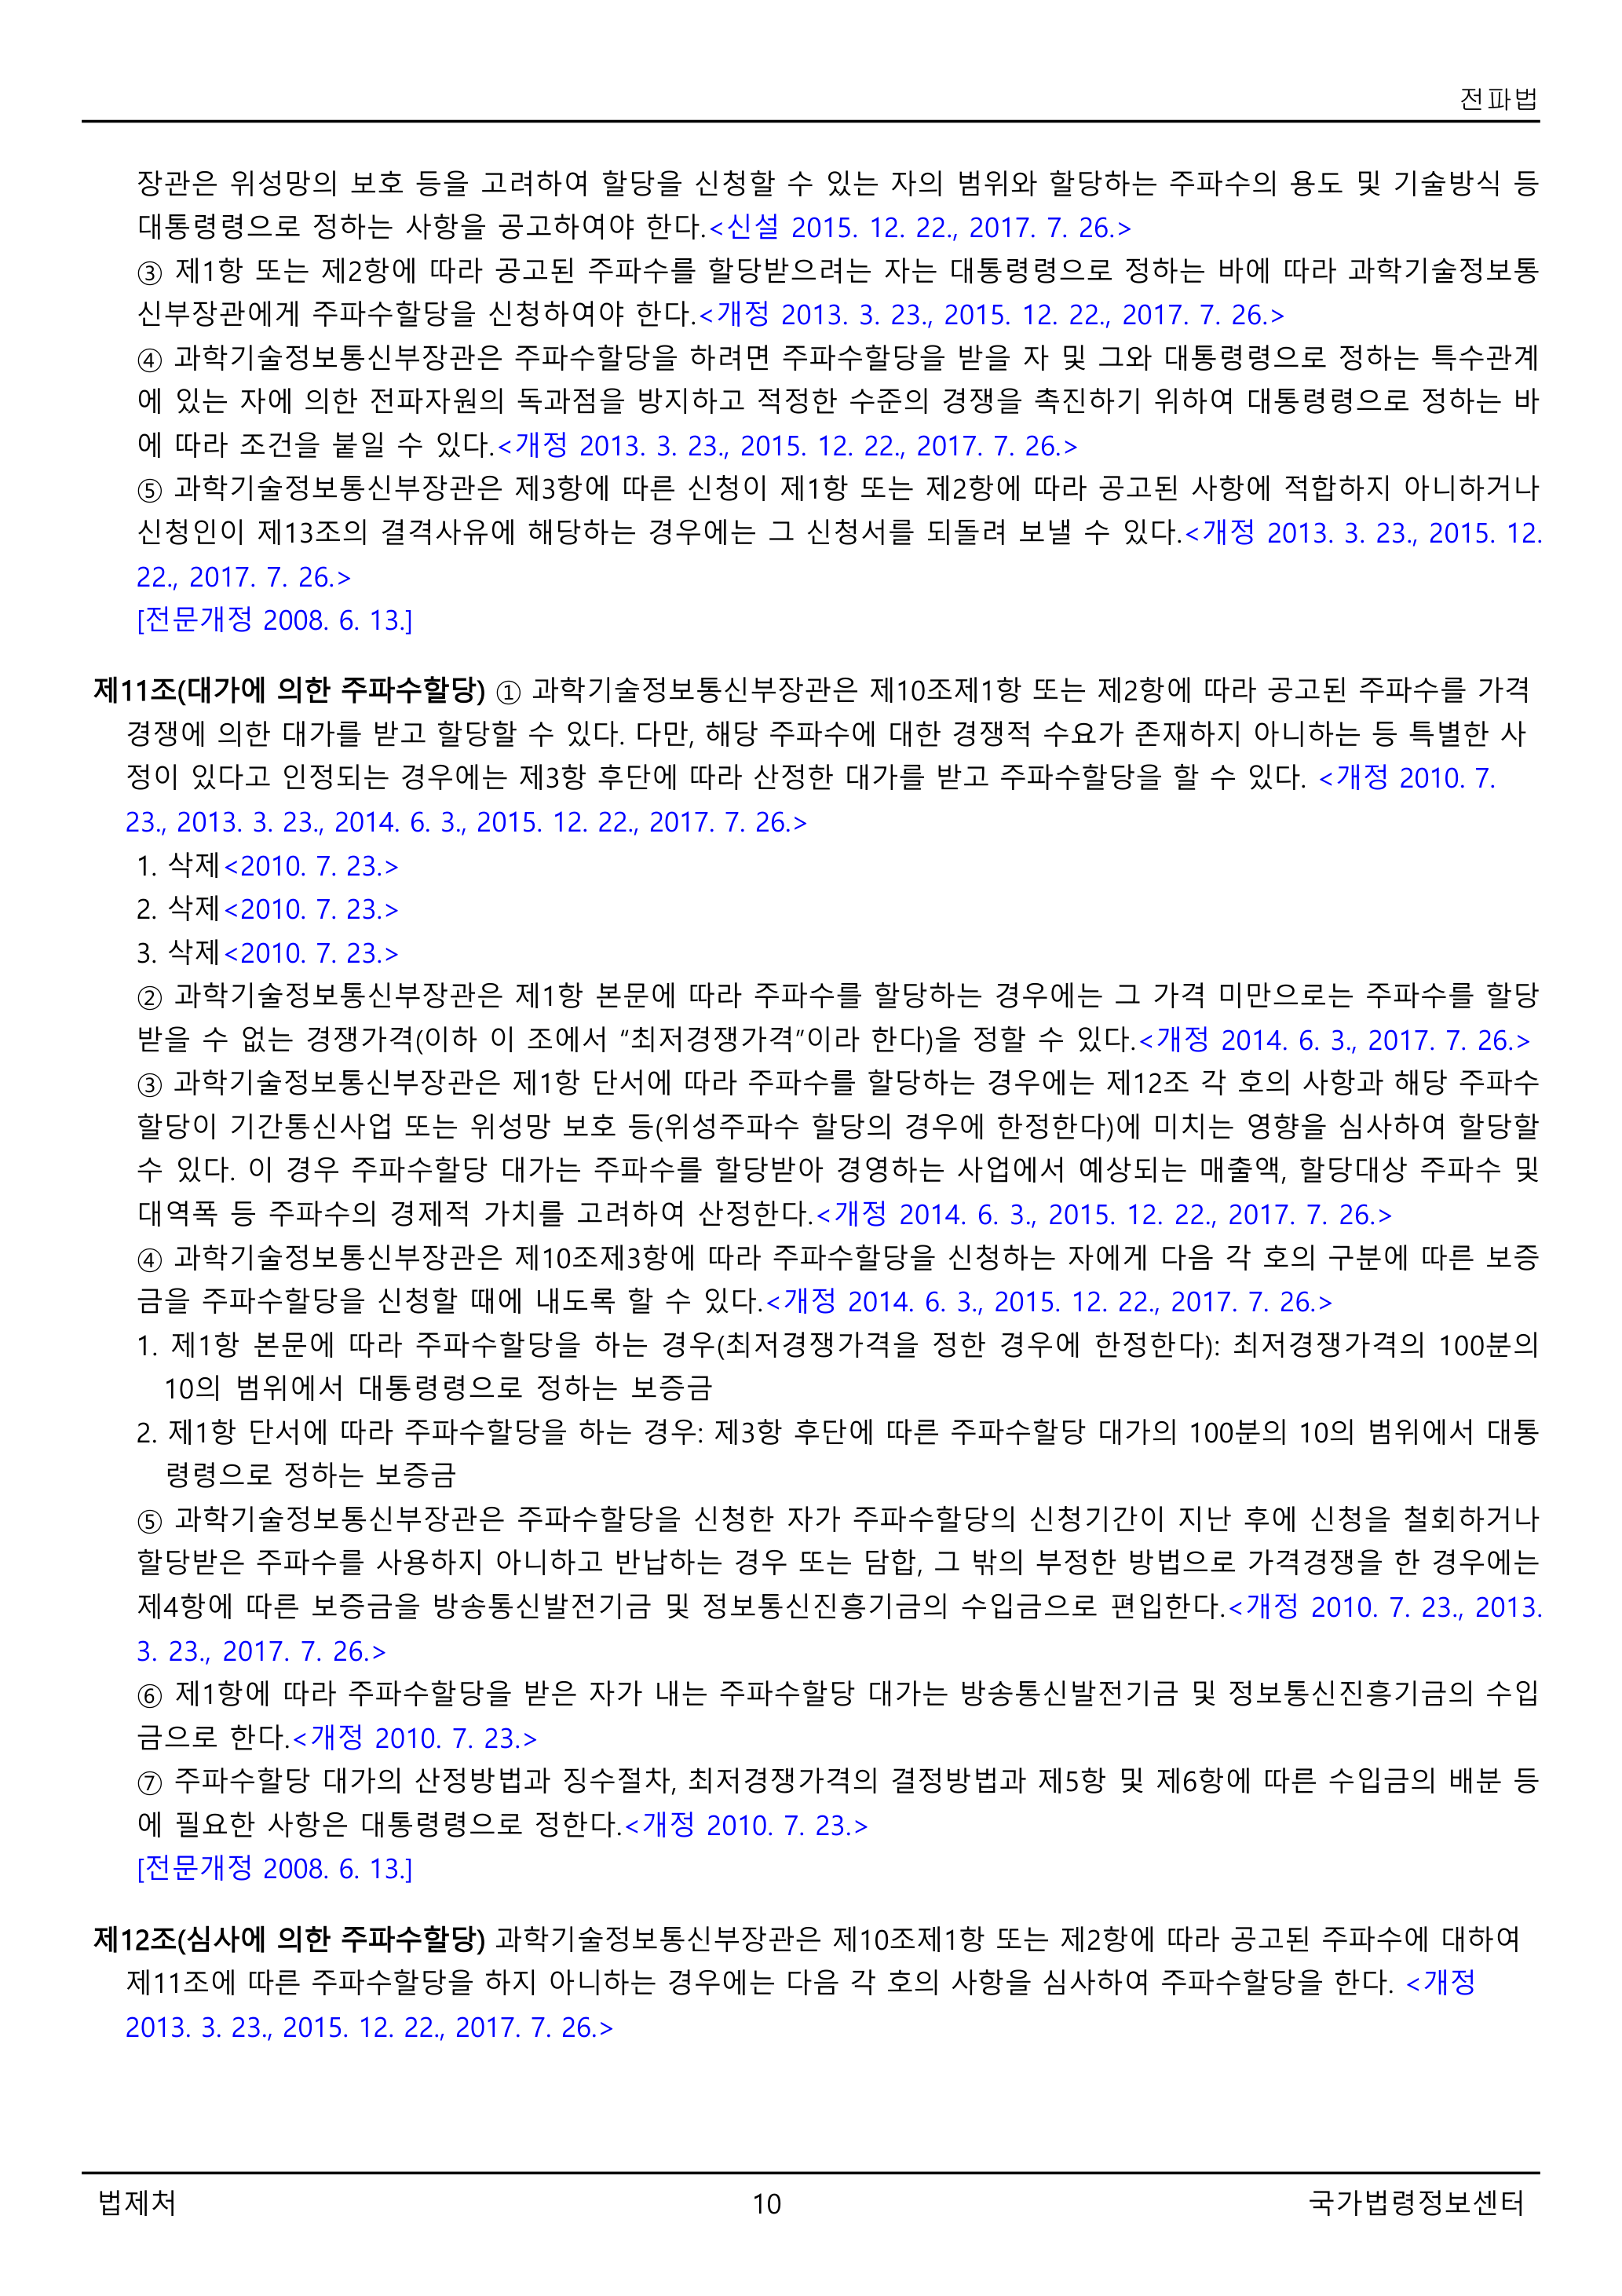 전파법
장관은 위성망의 보호 등을 고려하여 할당을 신청할 수 있는 자의 범위와 할당하는 주파수의 용도 및 기술방식 등
대통령령으로 정하는 사항을 공고하여야 한다.<신설 2015. 12. 22., 2017. 7. 26.>
③ 제1항 또는 제2항에 따라 공고된 주파수를 할당받으려는 자는 대통령령으로 정하는 바에 따라 과학기술정보통
신부장관에게 주파수할당을 신청하여야 한다.<개정 2013. 3. 23., 2015. 12. 22., 2017. 7. 26.>
④ 과학기술정보통신부장관은 주파수할당을 하려면 주파수할당을 받을 자 및 그와 대통령령으로 정하는 특수관계
에 있는 자에 의한 전파자원의 독과점을 방지하고 적정한 수준의 경쟁을 촉진하기 위하여 대통령령으로 정하는 바
에 따라 조건을 붙일 수 있다.<개정 2013. 3. 23., 2015. 12. 22., 2017. 7. 26.>
⑤ 과학기술정보통신부장관은 제3항에 따른 신청이 제1항 또는 제2항에 따라 공고된 사항에 적합하지 아니하거나
신청인이 제13조의 결격사유에 해당하는 경우에는 그 신청서를 되돌려 보낼 수 있다.<개정 2013. 3. 23., 2015. 12.
22., 2017. 7. 26.>
[전문개정 2008. 6. 13.]
제11조(대가에 의한 주파수할당) ① 과학기술정보통신부장관은 제10조제1항 또는 제2항에 따라 공고된 주파수를 가격
경쟁에 의한 대가를 받고 할당할 수 있다. 다만, 해당 주파수에 대한 경쟁적 수요가 존재하지 아니하는 등 특별한 사
정이 있다고 인정되는 경우에는 제3항 후단에 따라 산정한 대가를 받고 주파수할당을 할 수 있다. <개정 2010. 7.
23., 2013. 3. 23., 2014. 6. 3., 2015. 12. 22., 2017. 7. 26.>
1. 삭제<2010. 7. 23.>
2. 삭제<2010. 7. 23.>
3. 삭제<2010. 7. 23.>
② 과학기술정보통신부장관은 제1항 본문에 따라 주파수를 할당하는 경우에는 그 가격 미만으로는 주파수를 할당
받을 수 없는 경쟁가격(이하 이 조에서 “최저경쟁가격”이라 한다)을 정할 수 있다.<개정 2014. 6. 3., 2017. 7. 26.>
③ 과학기술정보통신부장관은 제1항 단서에 따라 주파수를 할당하는 경우에는 제12조 각 호의 사항과 해당 주파수
할당이 기간통신사업 또는 위성망 보호 등(위성주파수 할당의 경우에 한정한다)에 미치는 영향을 심사하여 할당할
수 있다. 이 경우 주파수할당 대가는 주파수를 할당받아 경영하는 사업에서 예상되는 매출액, 할당대상 주파수 및
대역폭 등 주파수의 경제적 가치를 고려하여 산정한다.<개정 2014. 6. 3., 2015. 12. 22., 2017. 7. 26.>
④ 과학기술정보통신부장관은 제10조제3항에 따라 주파수할당을 신청하는 자에게 다음 각 호의 구분에 따른 보증
금을 주파수할당을 신청할 때에 내도록 할 수 있다.<개정 2014. 6. 3., 2015. 12. 22., 2017. 7. 26.>
1. 제1항 본문에 따라 주파수할당을 하는 경우(최저경쟁가격을 정한 경우에 한정한다): 최저경쟁가격의 100분의
10의 범위에서 대통령령으로 정하는 보증금
2. 제1항 단서에 따라 주파수할당을 하는 경우: 제3항 후단에 따른 주파수할당 대가의 100분의 10의 범위에서 대통
령령으로 정하는 보증금
⑤ 과학기술정보통신부장관은 주파수할당을 신청한 자가 주파수할당의 신청기간이 지난 후에 신청을 철회하거나
할당받은 주파수를 사용하지 아니하고 반납하는 경우 또는 담합, 그 밖의 부정한 방법으로 가격경쟁을 한 경우에는
제4항에 따른 보증금을 방송통신발전기금 및 정보통신진흥기금의 수입금으로 편입한다.<개정 2010. 7. 23., 2013.
3. 23., 2017. 7. 26.>
⑥ 제1항에 따라 주파수할당을 받은 자가 내는 주파수할당 대가는 방송통신발전기금 및 정보통신진흥기금의 수입
금으로 한다.<개정 2010. 7. 23.>
⑦ 주파수할당 대가의 산정방법과 징수절차, 최저경쟁가격의 결정방법과 제5항 및 제6항에 따른 수입금의 배분 등
에 필요한 사항은 대통령령으로 정한다.<개정 2010. 7. 23.>
[전문개정 2008. 6. 13.]
제12조(심사에 의한 주파수할당) 과학기술정보통신부장관은 제10조제1항 또는 제2항에 따라 공고된 주파수에 대하여
제11조에 따른 주파수할당을 하지 아니하는 경우에는 다음 각 호의 사항을 심사하여 주파수할당을 한다. <개정
2013. 3. 23., 2015. 12. 22., 2017. 7. 26.>
법제처 10 국가법령정보센터